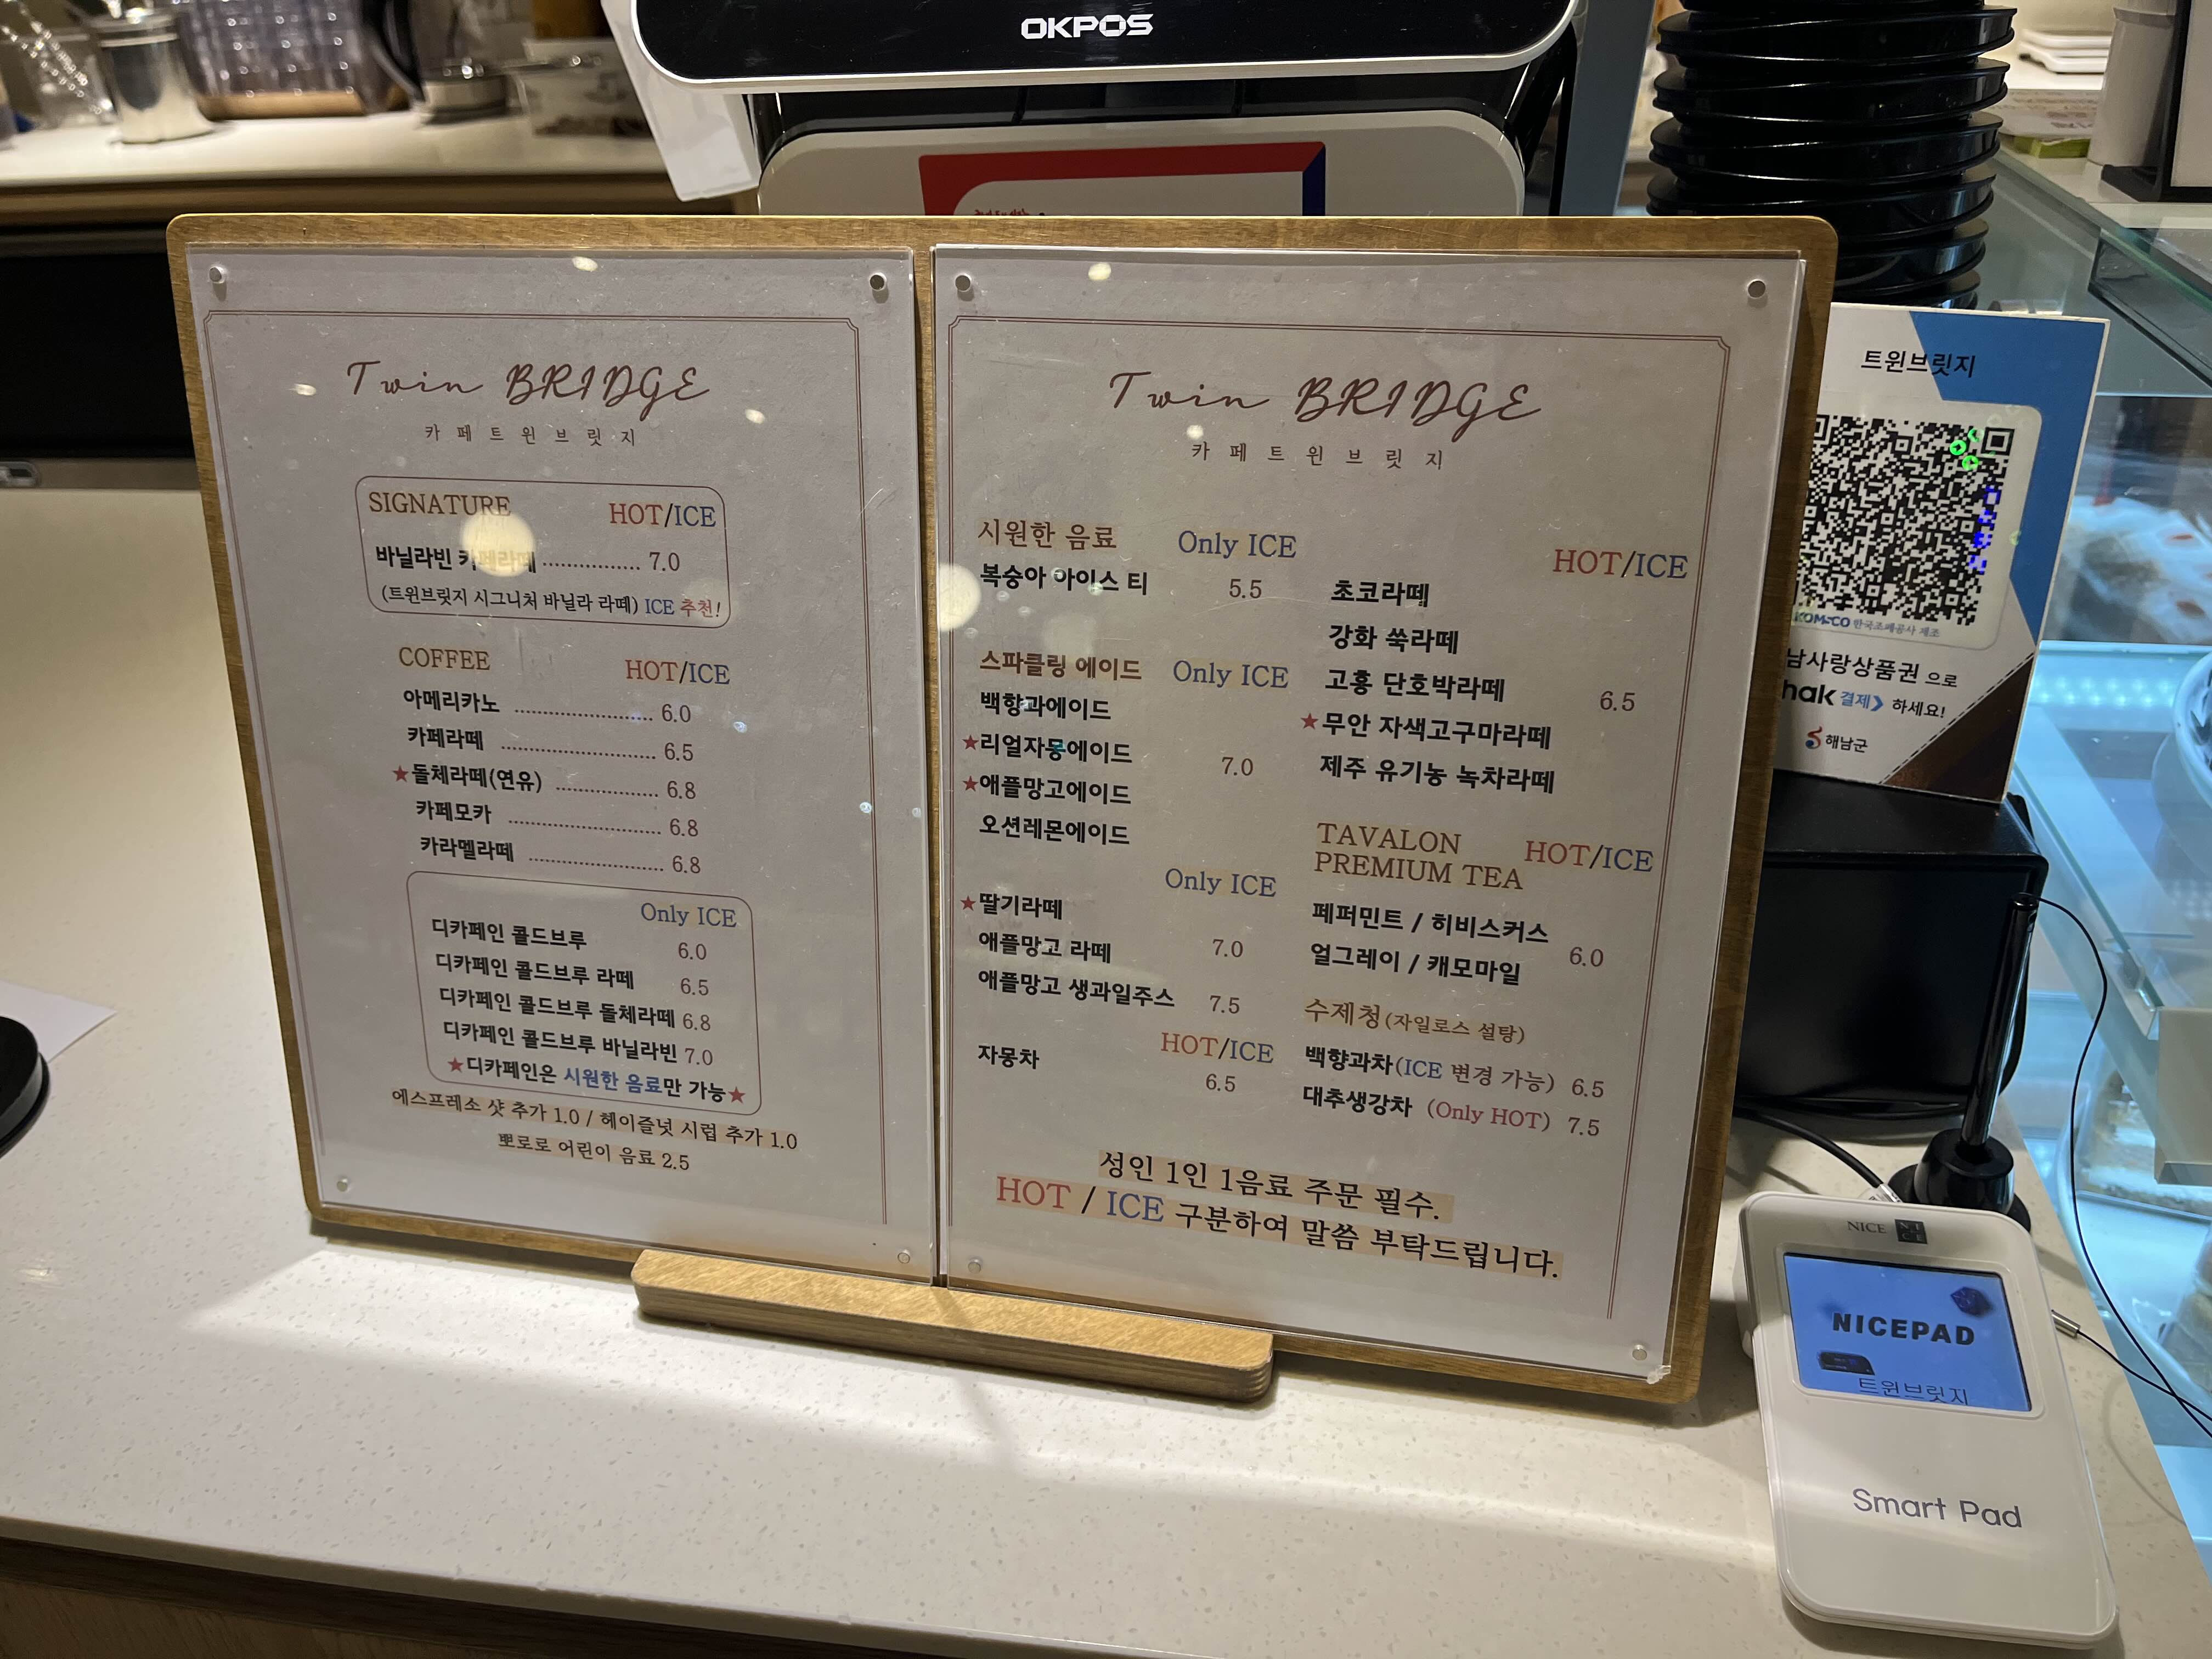 OKPOS
Twin BRIDGE
카페트윈브릿지
SIGNATURE HOT/ICE
바닐라빈 카페라떼 ................ 7.0
(트윈브릿지 시그니처 바닐라 라떼) ICE 추천!
COFFEE HOT/ICE
아메리카노 ...................... 6.0
카페라떼 ......................... 6.5
★돌체라떼(연유) ................ 6.8
카페모카 ........................ 6.8
카라멜라떼 ...................... 6.8
Only ICE
디카페인 콜드브루 6.0
디카페인 콜드브루 라떼 6.5
디카페인 콜드브루 돌체라떼 6.8
디카페인 콜드브루 바닐라빈 7.0
★디카페인은 시원한 음료만 가능★
에스프레소 샷 추가 1.0 / 헤이즐넛 시럽 추가 1.0
뽀로로 어린이 음료 2.5
Twin BRIDGE
카페트윈브릿지
시원한 음료 Only ICE
복숭아 아이스 티 5.5
스파클링 에이드 Only ICE
백향과에이드
★리얼자몽에이드
7.0
★애플망고에이드
오션레몬에이드
Only ICE
★딸기라떼
애플망고 라떼 7.0
애플망고 생과일주스 7.5
HOT/ICE
자몽차 6.5
HOT/ICE
초코라떼
강화 쑥라떼
고흥 단호박라떼 6.5
★무안 자색고구마라떼
제주 유기농 녹차라떼
TAVALON
PREMIUM TEA HOT/ICE
페퍼민트 / 히비스커스
6.0
얼그레이 / 캐모마일
수제청(자일로스 설탕)
백향과차(ICE 변경 가능) 6.5
대추생강차 (Only HOT) 7.5
성인 1인 1음료 주문 필수.
HOT / ICE 구분하여 말씀 부탁드립니다.
트윈브릿지
KOMSCO 한국조폐공사 제조
남사랑상품권 으로
hak 결제 하세요!
해남군
NICE
NICEPAD
트윈브릿지
Smart Pad